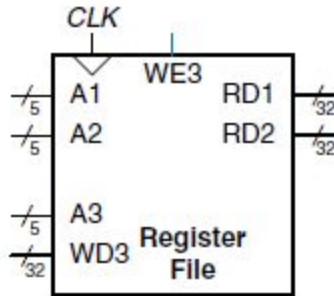 CLK
WE3
A1 RD1
5 32
A2 RD2
5 32
A3
5
WD3 Register
32 File